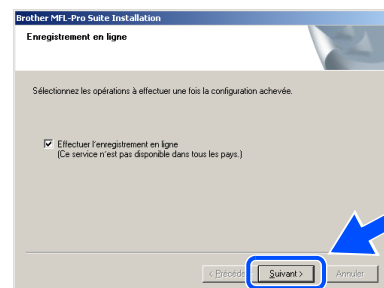 Brother MFL-Pro Suite Installation
Enregistrement en ligne
Sélectionnez les opérations à effectuer une fois la configuration achevée.
Effectuer l'enregistrement en ligne
(Ce service n'est pas disponible dans tous les pays.)
< Précéde Suivant > Annuler